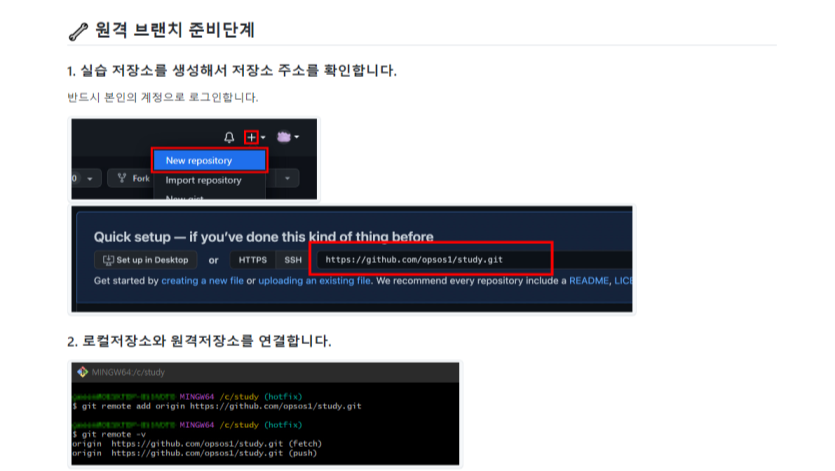 원격 브랜치 준비단계
1. 실습 저장소를 생성해서 저장소 주소를 확인합니다.
반드시 본인의 계정으로 로그인합니다.
New repository
0
Fork
Import repository
New gist
Quick setup — if you've done this kind of thing before
Set up in Desktop or HTTPS SSH https://github.com/opsos1/study.git
Get started by creating a new file or uploading an existing file. We recommend every repository include a README, LICE
2. 로컬저장소와 원격저장소를 연결합니다.
MINGW64:/c/study
MINGW64 /c/study (hotfix)
$ git remote add origin https://github.com/opsos1/study.git
MINGW64 /c/study (hotfix)
$ git remote -v
origin https://github.com/opsos1/study.git (fetch)
origin https://github.com/opsos1/study.git (push)